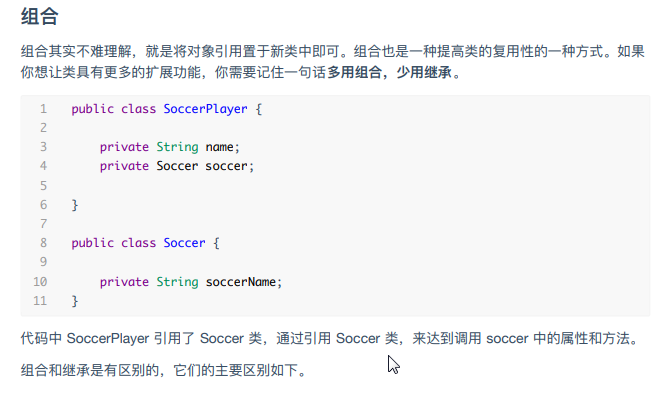 组合
组合其实不难理解，就是将对象引用置于新类中即可。组合也是一种提高类的复用性的一种方式。如果
你想让类具有更多的扩展功能，你需要记住一句话多用组合，少用继承。
1 public class SoccerPlayer {
2
3 private String name;
4 private Soccer soccer;
5
6 }
7
8 public class Soccer {
9
10 private String soccerName;
11 }
代码中 SoccerPlayer 引用了 Soccer 类，通过引用 Soccer 类，来达到调用 soccer 中的属性和方法。
组合和继承是有区别的，它们的主要区别如下。